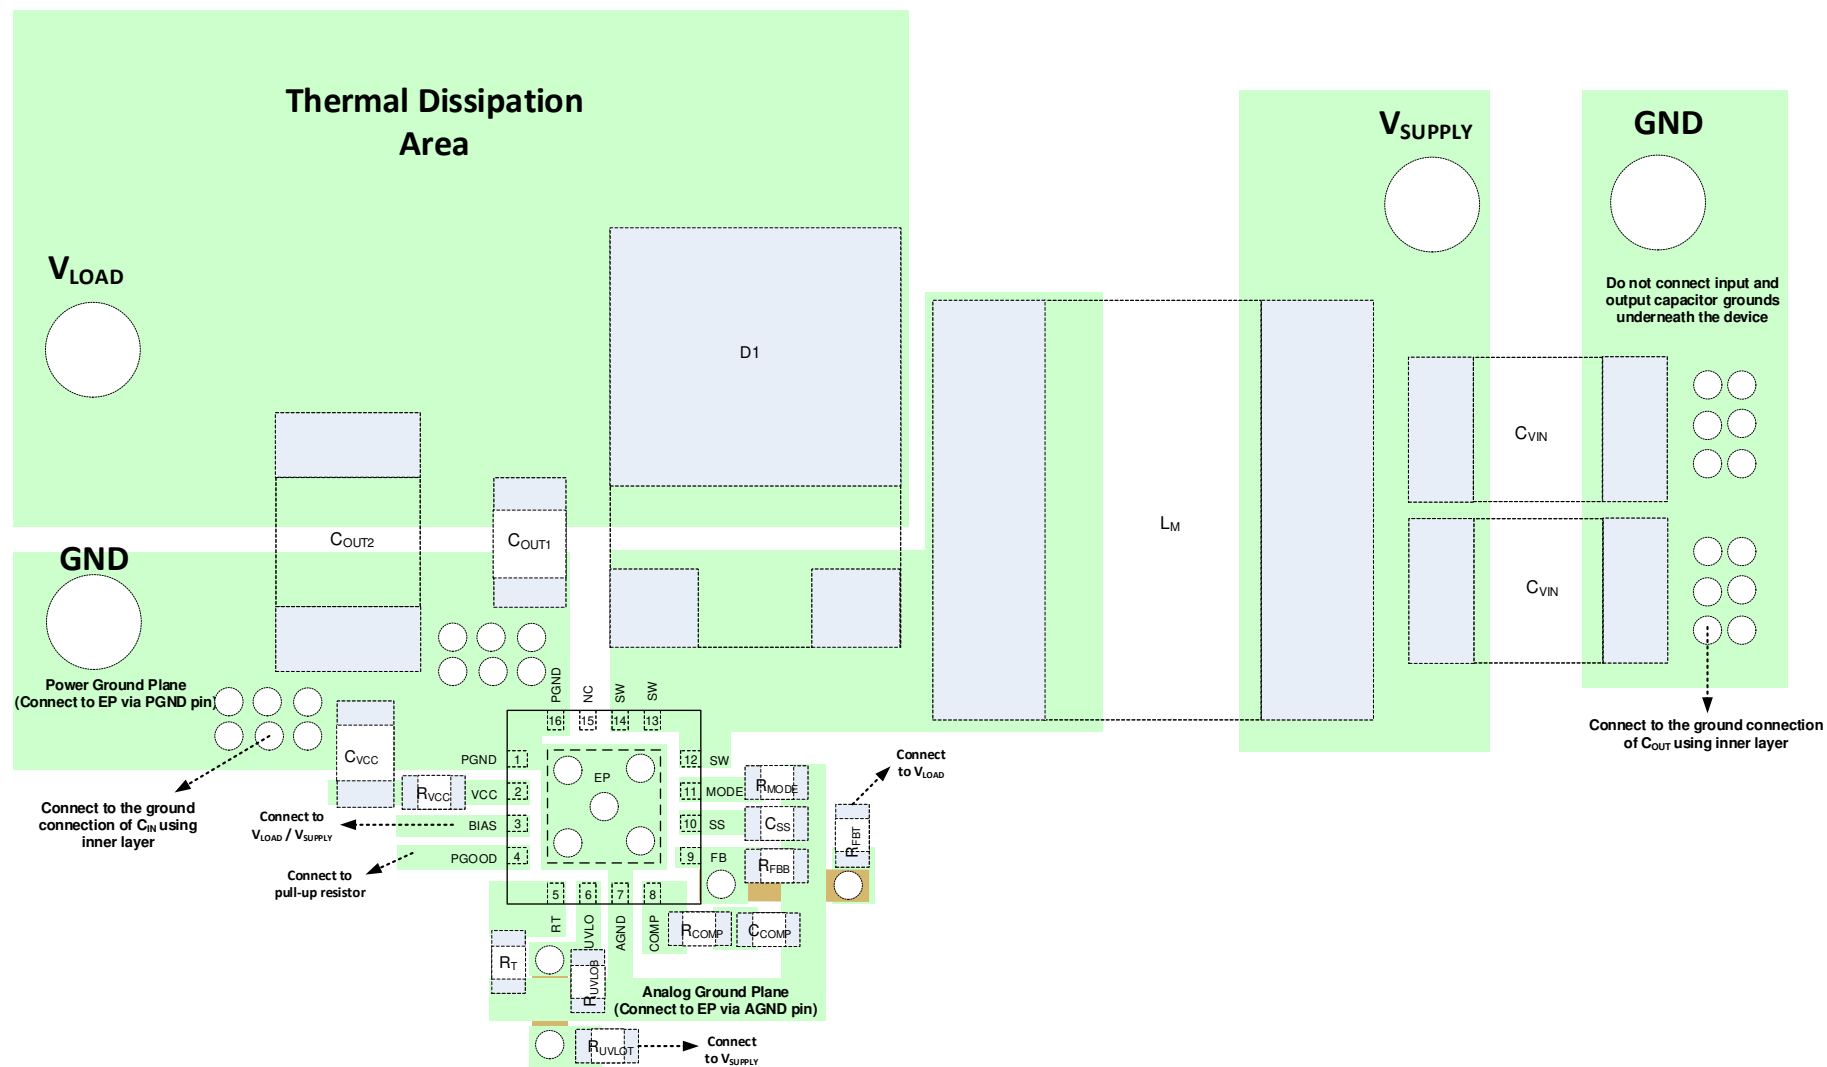 Thermal Dissipation
Area
VSUPPLY
GND
VLOAD
Do not connect input and
output capacitor grounds
underneath the device
D1
CVIN
LM
COUT2
COUT1
GND
CVIN
Power Ground Plane
(Connect to EP via PGND pin)
PGND
NC
SW
SW
16
15
14
13
Connect to the ground connection
of COUT using inner layer
CVCC
PGND
1
EP
12
SW
Connect
to VLOAD
RVCC
VCC
2
11
MODE
RMODE
Connect to the ground
connection of CIN using
inner layer
Connect to
VLOAD / VSUPPLY
BIAS
3
10
SS
CSS
RFBT
PGOOD
4
9
FB
RFBB
Connect to
pull-up resistor
5
6
7
8
RT
UVLO
AGND
COMP
RCOMP
CCOMP
RT
RUVLOB
Analog Ground Plane
(Connect to EP via AGND pin)
RUVLOT
Connect
to VSUPPLY